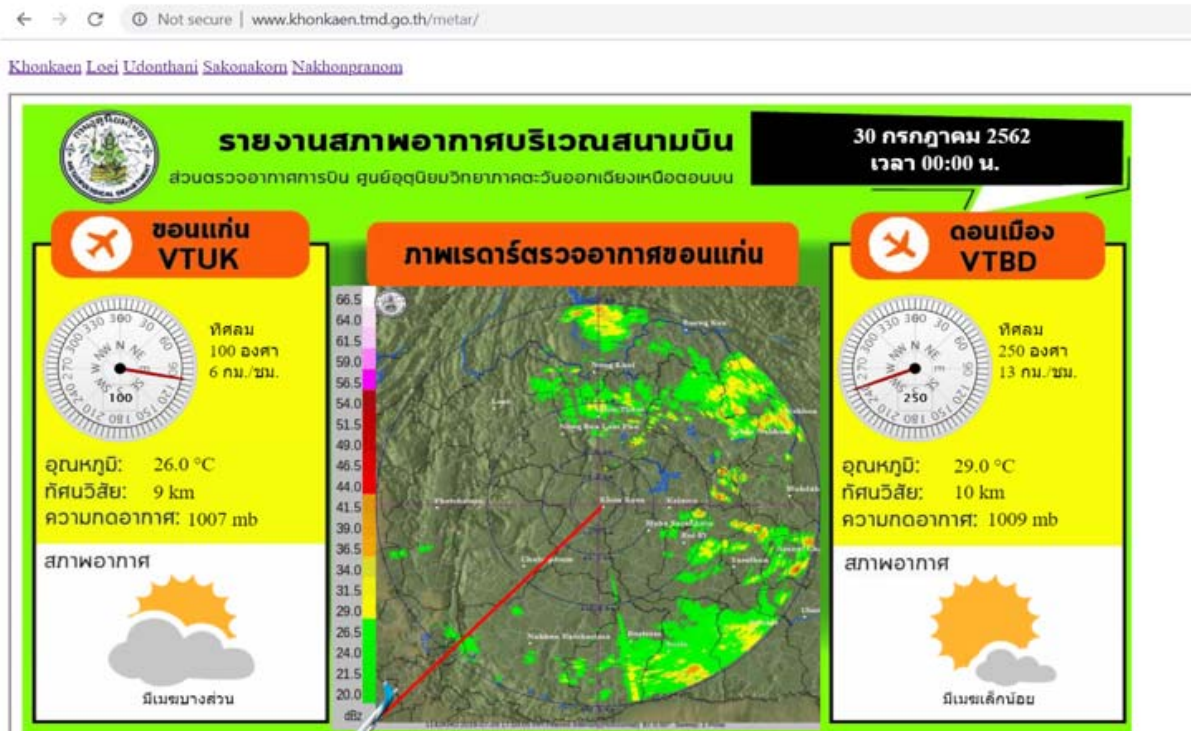 Not secure | www.khonkaen.tmd.go.th/metar/
Khonkaen Loei Udonthani Sakonakorn Nakhonpranom
รายงานสภาพอากาศบริเวณสนามบิน
ส่วนตรวจอากาศการบิน ศูนย์อุตุนิยมวิทยาภาคตะวันออกเฉียงเหนือตอนบน
30 กรกฎาคม 2562
เวลา 00:00 น.
ขอนแก่น
VTUK
ทิศลม
100 องศา
6 กม./ชม.
100
อุณหภูมิ: 26.0 °C
ทัศนวิสัย: 9 km
ความกดอากาศ: 1007 mb
สภาพอากาศ
มีเมฆบางส่วน
ภาพเรดาร์ตรวจอากาศขอนแก่น
66.5
64.0
61.5
59.0
56.5
54.0
51.5
49.0
46.5
44.0
41.5
39.0
36.5
34.0
31.5
29.0
26.5
24.0
21.5
20.0
dBz
Nong Khai
Loei
Nong Bua Lam Phu
Khon Kaen
Nakhon Ratchasima
ดอนเมือง
VTBD
ทิศลม
250 องศา
13 กม./ชม.
250
อุณหภูมิ: 29.0 °C
ทัศนวิสัย: 10 km
ความกดอากาศ: 1009 mb
สภาพอากาศ
มีเมฆเล็กน้อย